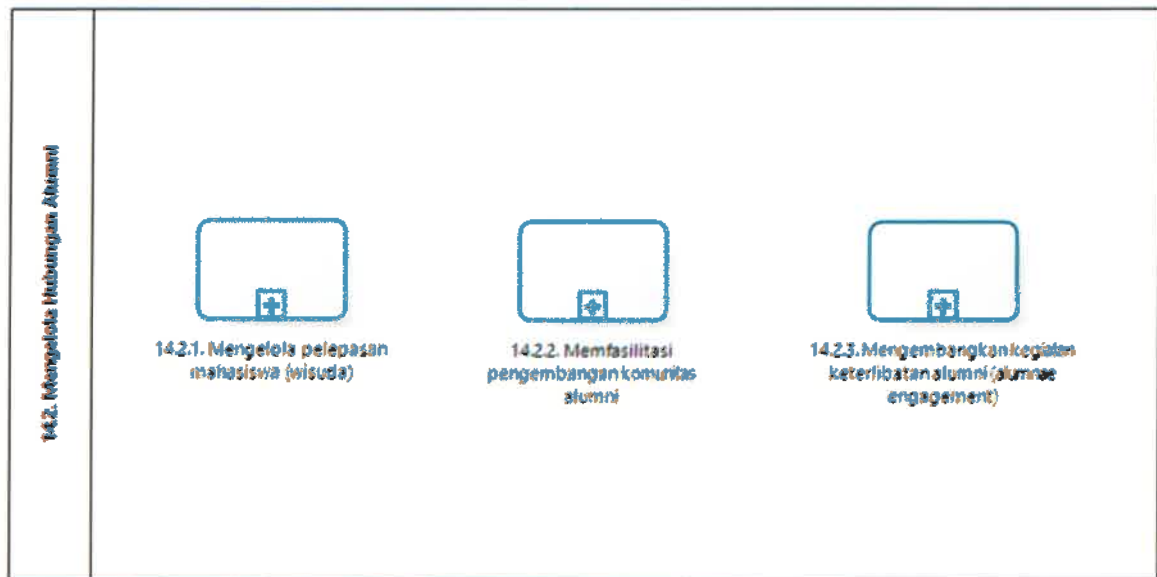 14.2. Mengelola Hubungan Alumni
14.2.1. Mengelola pelepasan
mahasiswa (wisuda)
14.2.2. Memfasilitasi
pengembangan komunitas
alumni
14.2.3. Mengembangkan kegiatan
keterlibatan alumni (alumnae
engagement)